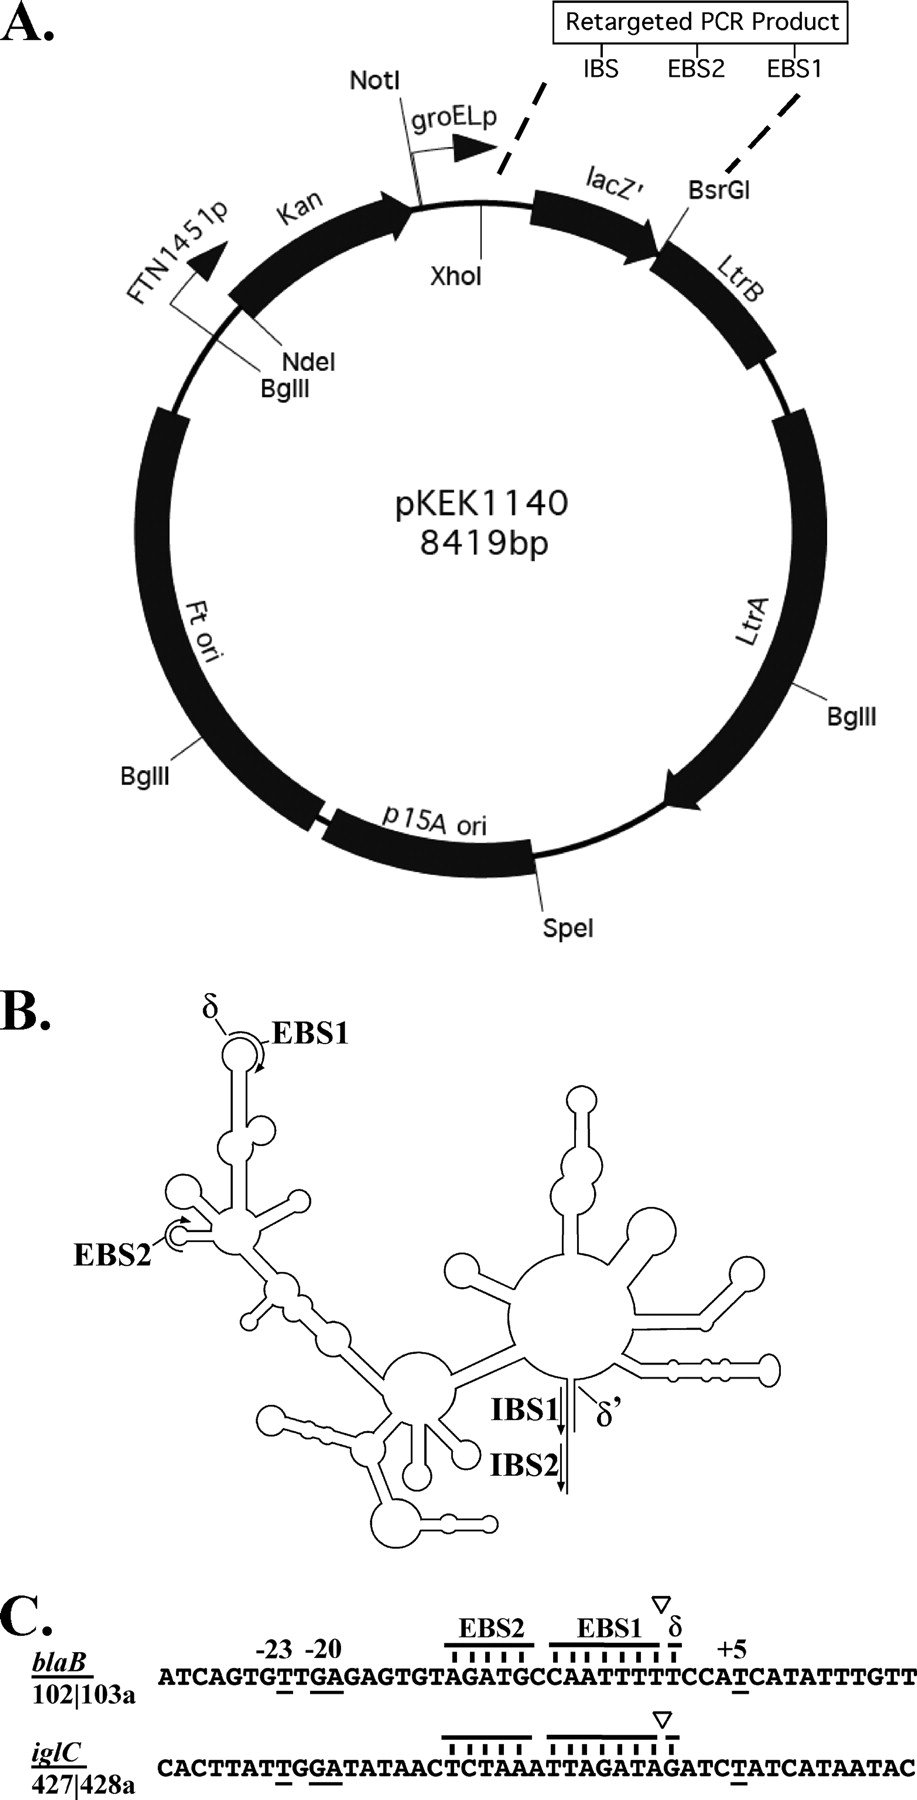 A.
Retargeted PCR Product
IBS EBS2 EBS1
NotI
groELp
lacZ'
BsrGI
Kan
FTN1451p
XhoI
LtrB
NdeI
BglII
pKEK1140
8419bp
Ft ori
LtrA
BglII
BglII
p15A ori
SpeI
B.
δ
EBS1
EBS2
IBS1
δ’
IBS2
C.
EBS2 EBS1 δ
-23 -20 +5
blaB
102|103a
ATCAGTGTTGAGAGTGTAGATGCCAATTTTTTCCATCATATTTGTT
iglC
427|428a
CACTTATTGGATATAACTCTAAATTAGATAGATCTATCATAATAC